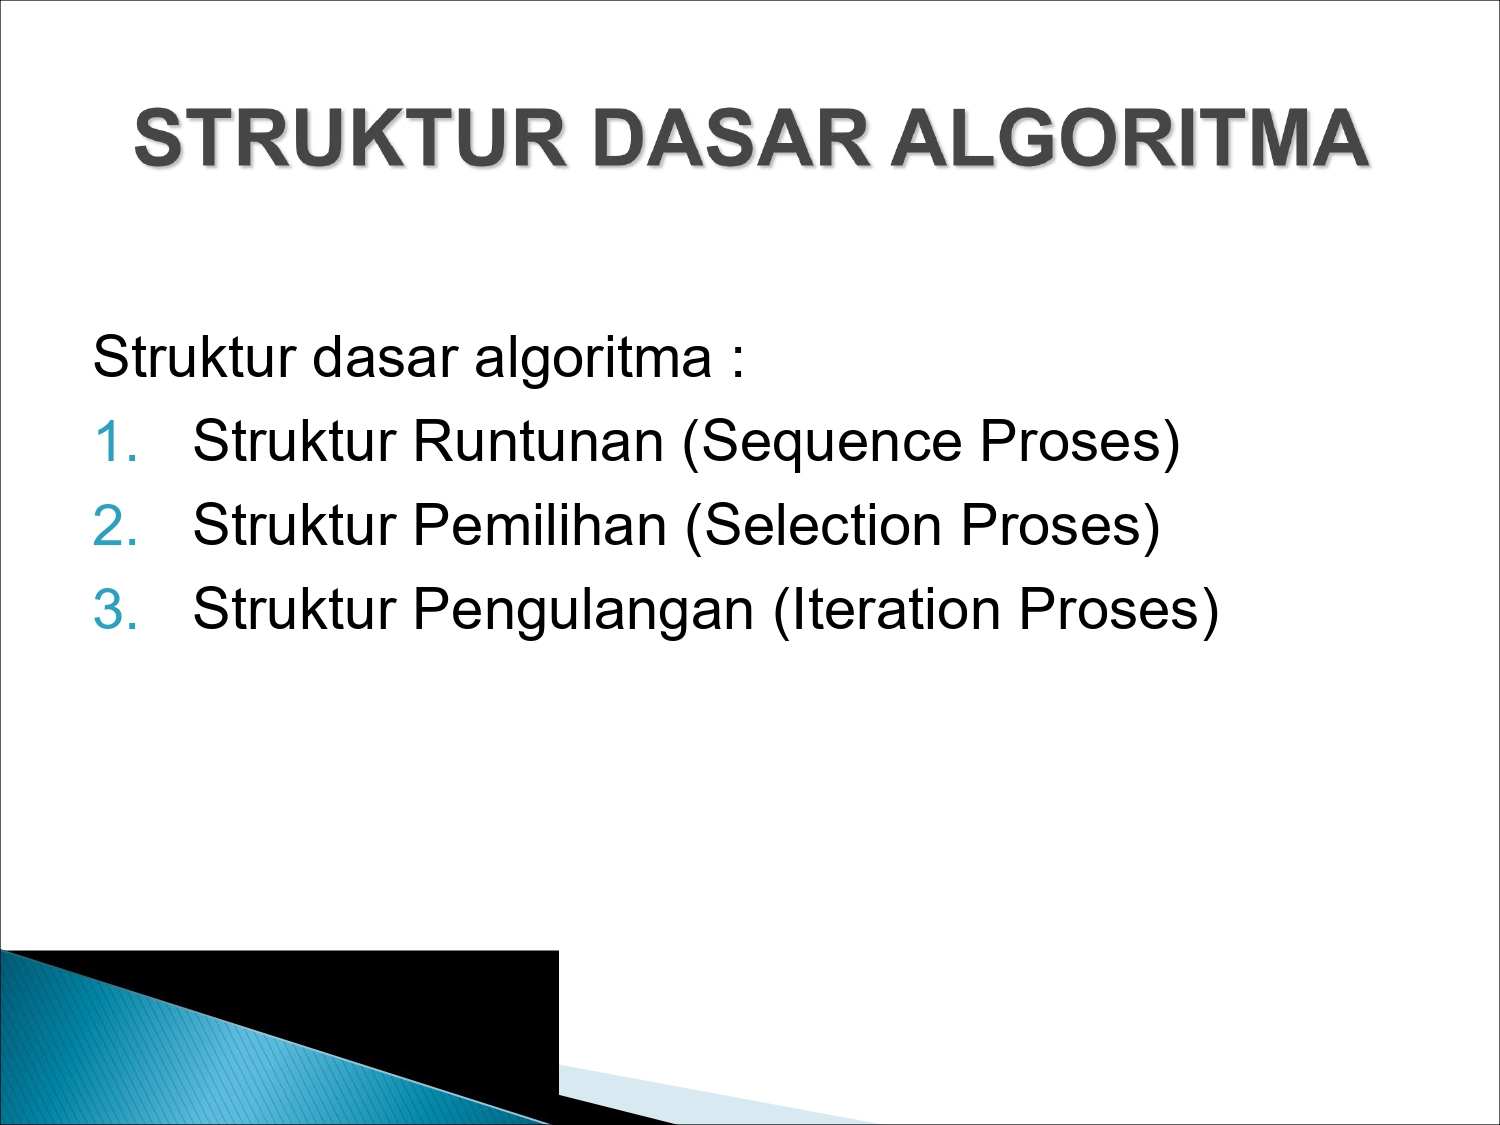 STRUKTUR DASAR ALGORITMA
Struktur dasar algoritma :
1. Struktur Runtunan (Sequence Proses)
2. Struktur Pemilihan (Selection Proses)
3. Struktur Pengulangan (Iteration Proses)